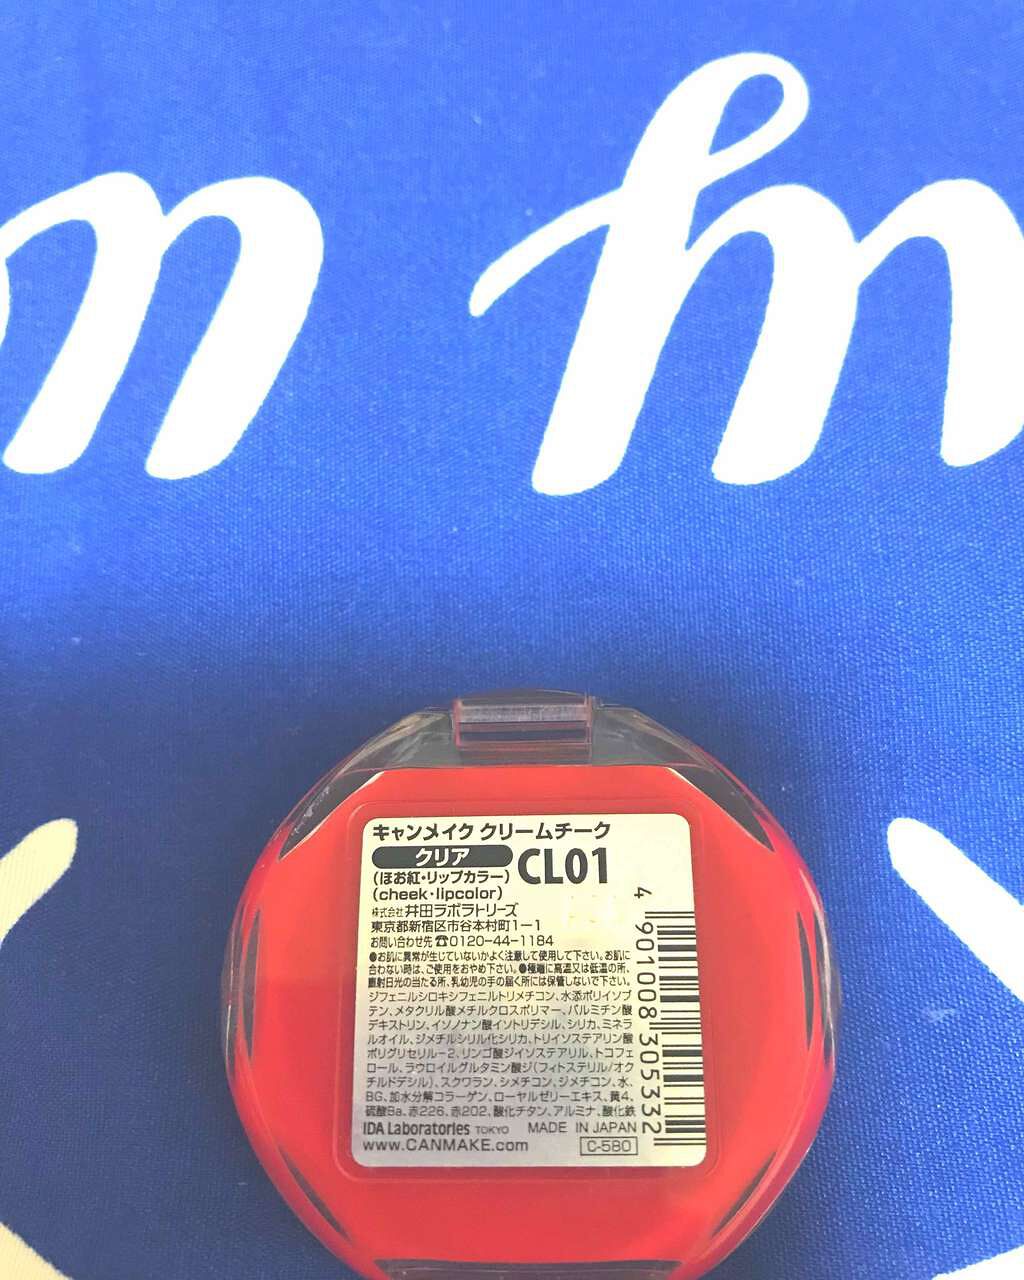 n m
キャンメイク クリームチーク
クリア CL01
(ほお紅・リップカラー)
(cheek・lipcolor)
株式会社 井田ラボラトリーズ
東京都新宿区市谷本村町1－1
お問い合わせ先 ☎0120-44-1184
●お肌に異常が生じていないかよく注意して使用して下さい。お肌に
合わない時は、ご使用をおやめ下さい。●極端に高温又は低温の所、
直射日光の当たる所、乳幼児の手の届く所には保管しないで下さい。
ジフェニルシロキシフェニルトリメチコン、水添ポリイソブ
テン、メタクリル酸メチルクロスポリマー、パルミチン酸
デキストリン、イソノナン酸イソトリデシル、シリカ、ミネラ
ルオイル、ジメチルシリル化シリカ、トリイソステアリン酸
ポリグリセリル－2、リンゴ酸ジイソステアリル、トコフェ
ロール、ラウロイルグルタミン酸ジ(フィトステリル/オク
チルドデシル)、スクワラン、シメチコン、ジメチコン、水、
BG、加水分解コラーゲン、ローヤルゼリーエキス、黄4、
硫酸Ba、赤226、赤202、酸化チタン、アルミナ、酸化鉄
IDA Laboratories TOKYO MADE IN JAPAN
www.CANMAKE.com C-580
4 901008 305332